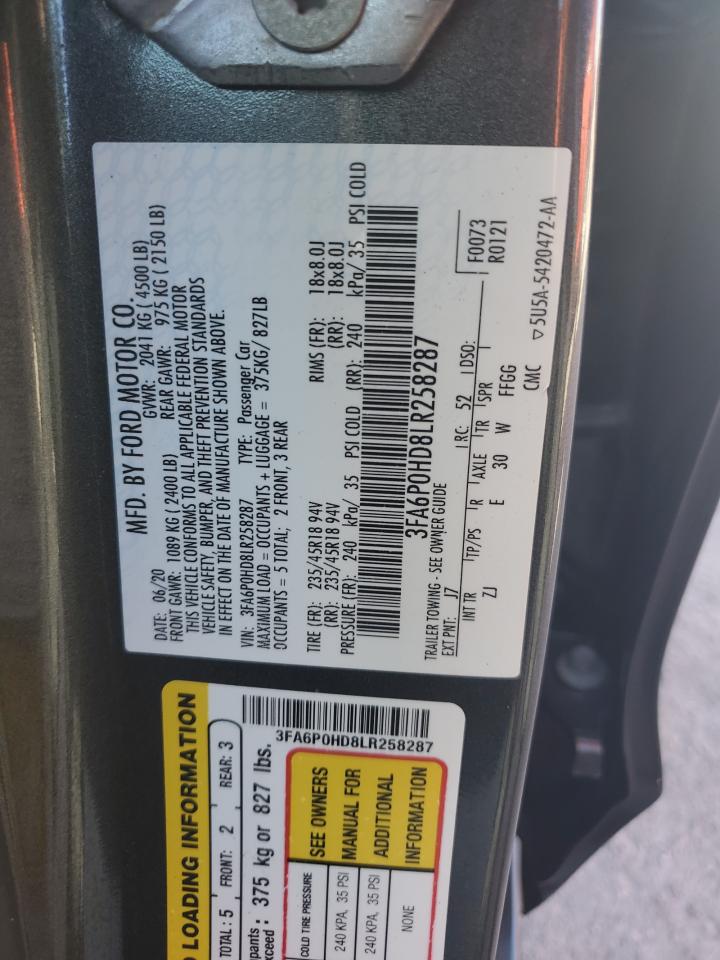 MFD. BY FORD MOTOR CO.
DATE: 06/20 GVWR: 2041 KG ( 4500 LB)
FRONT GAWR: 1089 KG ( 2400 LB) REAR GAWR: 975 KG ( 2150 LB)
THIS VEHICLE CONFORMS TO ALL APPLICABLE FEDERAL MOTOR
VEHICLE SAFETY, BUMPER, AND THEFT PREVENTION STANDARDS
IN EFFECT ON THE DATE OF MANUFACTURE SHOWN ABOVE.
VIN: 3FA6P0HD8LR258287 TYPE: Passenger Car
MAXIMUM LOAD = OCCUPANTS + LUGGAGE = 375KG/ 827LB
OCCUPANTS = 5 TOTAL; 2 FRONT, 3 REAR
TIRE (FR): 235/45R18 94V RIMS (FR): 18x8.0J
(RR): 235/45R18 94V (RR): 18x8.0J
PRESSURE (FR): 240 kPa/ 35 PSI COLD (RR): 240 kPa/ 35 PSI COLD
3FA6P0HD8LR258287
F0073
R0121
TRAILER TOWING - SEE OWNER GUIDE
EXT PNT: J7 RC: 52 DSO:
INT TR TP/PS R AXLE TR SPR
ZJ E 30 W FFGG
CMC
▽5U5A-5420472-AA
LOADING INFORMATION
TOTAL : 5 FRONT: 2 REAR: 3
375 kg or 827 lbs.
3FA6P0HD8LR258287
COLD TIRE PRESSURE
240 KPA, 35 PSI
240 KPA, 35 PSI
NONE
SEE OWNERS
MANUAL FOR
ADDITIONAL
INFORMATION